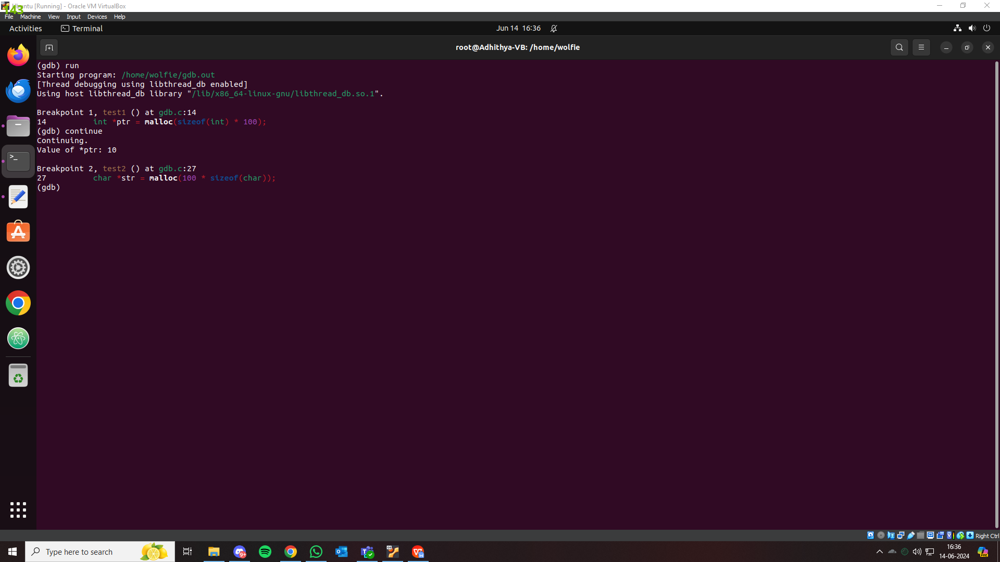 143
Ubuntu [Running] - Oracle VM VirtualBox
File Machine View Input Devices Help
Activities Terminal Jun 14 16:36
root@Adhithya-VB: /home/wolfie
(gdb) run
Starting program: /home/wolfie/gdb.out
[Thread debugging using libthread_db enabled]
Using host libthread_db library "/lib/x86_64-linux-gnu/libthread_db.so.1".
Breakpoint 1, test1 () at gdb.c:14
14          int *ptr = malloc(sizeof(int) * 100);
(gdb) continue
Continuing.
Value of *ptr: 10
Breakpoint 2, test2 () at gdb.c:27
27          char *str = malloc(100 * sizeof(char));
(gdb)
Right Ctrl
Type here to search
9+
16:36
14-06-2024
PRE